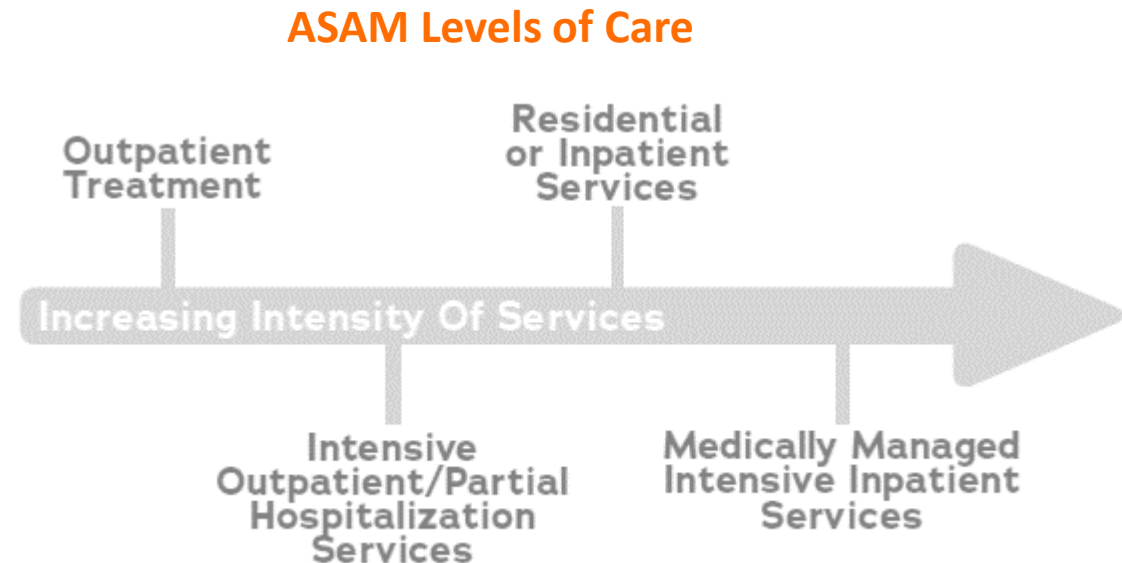 ASAM Levels of Care
Outpatient
Treatment
Residential
or Inpatient
Services
Increasing Intensity Of Services
Intensive
Outpatient/Partial
Hospitalization
Services
Medically Managed
Intensive Inpatient
Services